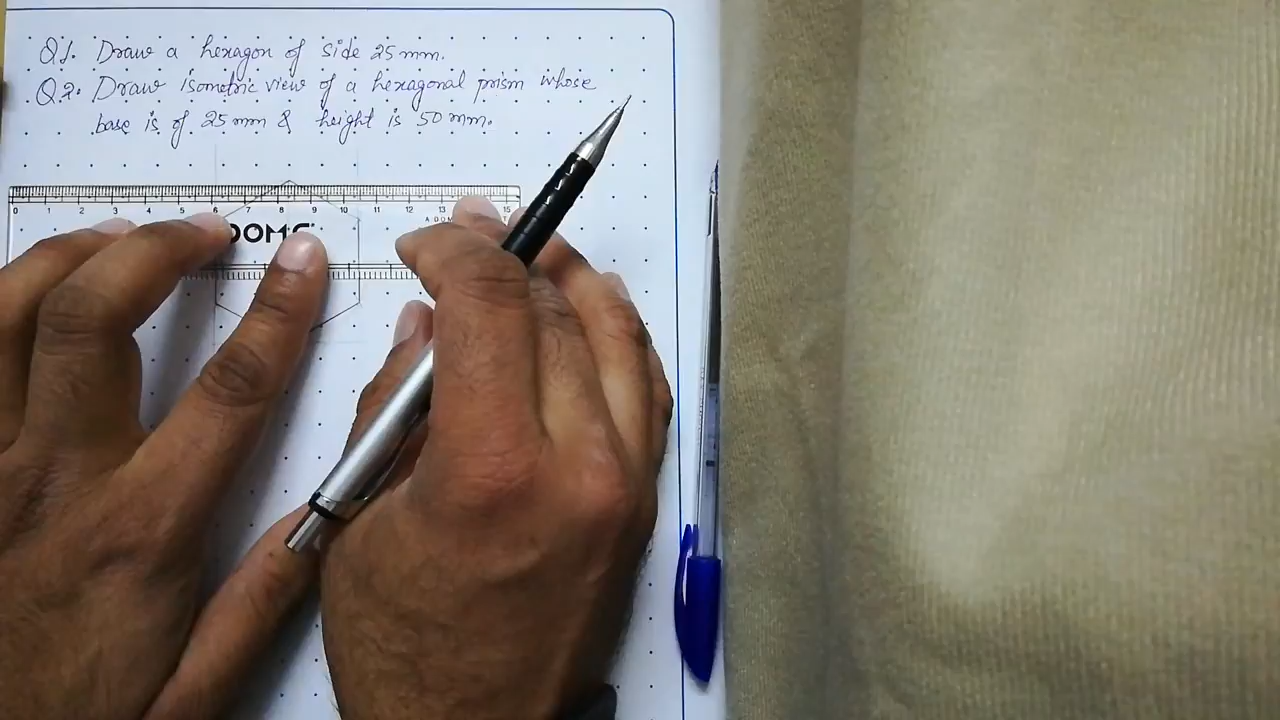 Q1. Draw a hexagon of side 25 mm.
Q2. Draw isometric view of a hexagonal prism whose
base is of 25 mm & height is 50 mm.
0 1 2 3 4 5 6 7 8 9 10 11 12 13 15
DOMS